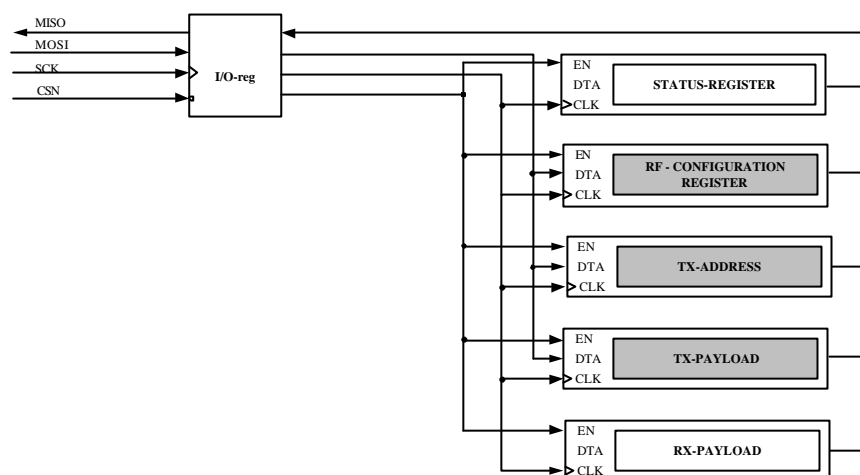 MISO
MOSI
SCK
CSN
I/O-reg
EN
DTA
CLK
STATUS-REGISTER
EN
DTA
CLK
RF - CONFIGURATION
REGISTER
EN
DTA
CLK
TX-ADDRESS
EN
DTA
CLK
TX-PAYLOAD
EN
DTA
CLK
RX-PAYLOAD